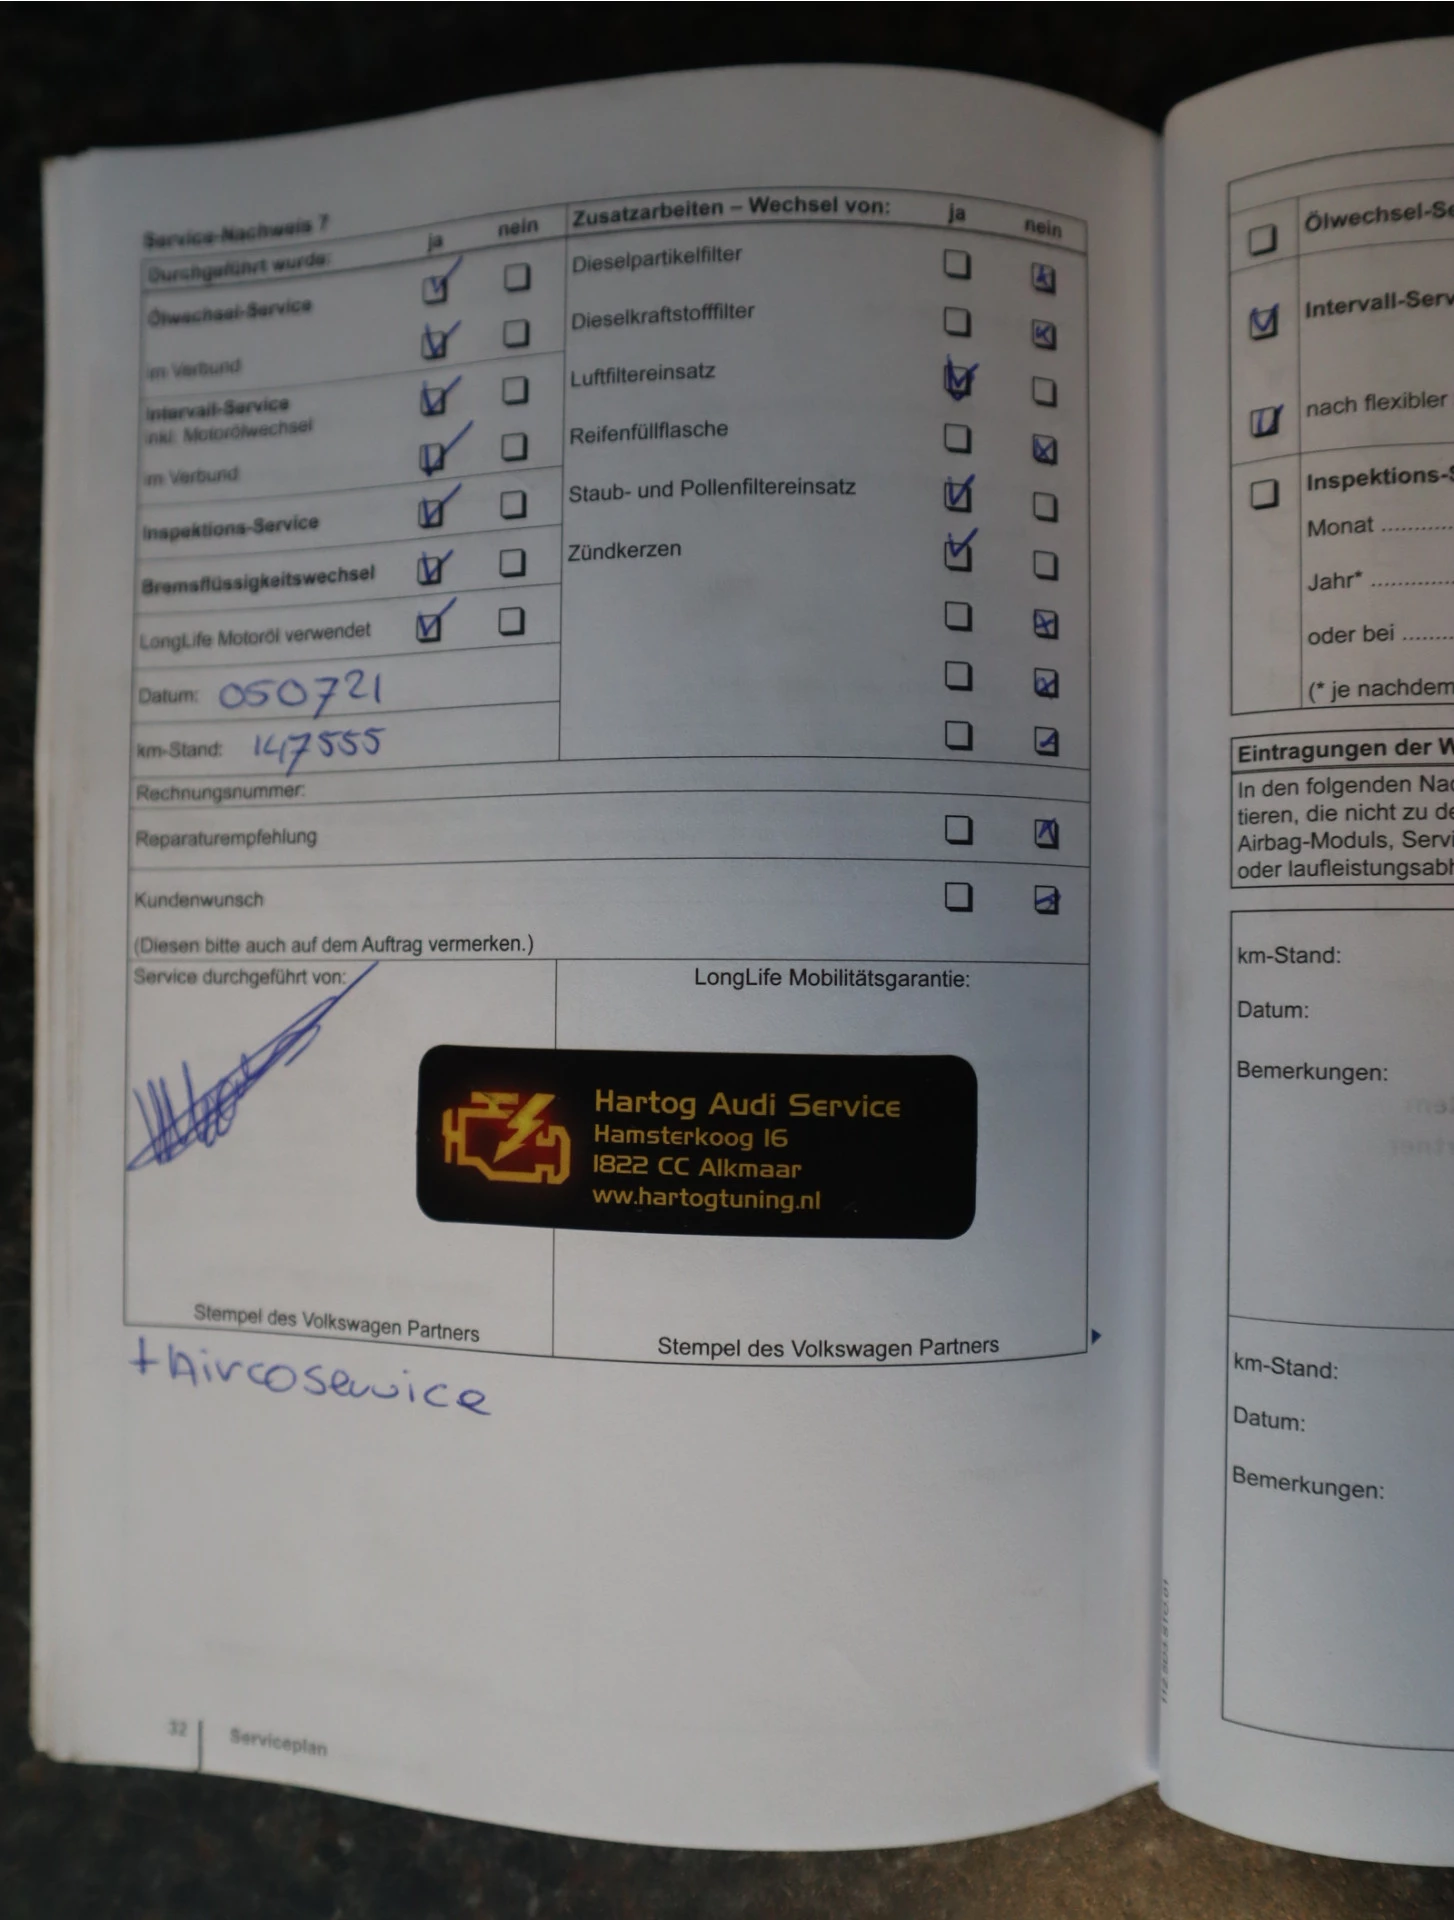 Service-Nachweis 7
Durchgeführt wurde: ja nein
Ölwechsel-Service
im Verbund
Intervall-Service
inkl. Motorölwechsel
im Verbund
Inspektions-Service
Bremsflüssigkeitswechsel
LongLife Motoröl verwendet
Datum: 050721
km-Stand: 147555
Zusatzarbeiten – Wechsel von: ja nein
Dieselpartikelfilter
Dieselkraftstofffilter
Luftfiltereinsatz
Reifenfüllflasche
Staub- und Pollenfiltereinsatz
Zündkerzen
Rechnungsnummer:
Reparaturempfehlung
Kundenwunsch
(Diesen bitte auch auf dem Auftrag vermerken.)
Service durchgeführt von:
LongLife Mobilitätsgarantie:
Hartog Audi Service
Hamsterkoog 16
1822 CC Alkmaar
ww.hartogtuning.nl
Stempel des Volkswagen Partners
Stempel des Volkswagen Partners
+ Aircoservice
32 Serviceplan
Ölwechsel-Se
Intervall-Serv
nach flexibler
Inspektions-S
Monat
Jahr*
oder bei
(* je nachdem
Eintragungen der W
In den folgenden Nac
tieren, die nicht zu de
Airbag-Moduls, Servi
oder laufleistungsabh
km-Stand:
Datum:
Bemerkungen:
km-Stand:
Datum:
Bemerkungen: